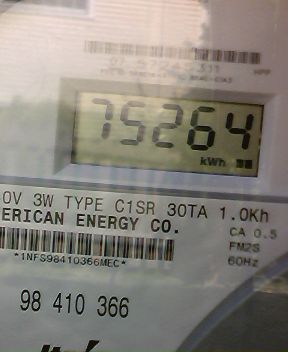 75264
kWh
0V 3W TYPE C1SR 30TA 1.0Kh
ERICAN ENERGY CO.
CA 0.5
FM2S
60Hz
*1NFS98410366MEC*
98 410 366